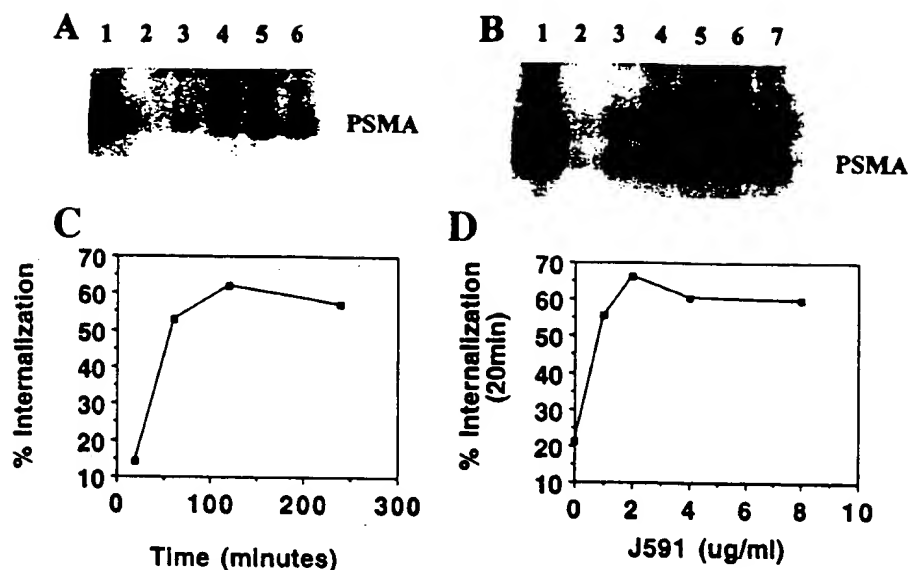 A 1 2 3 4 5 6
B 1 2 3 4 5 6 7
PSMA
PSMA
C
% Internalization
70
60
50
40
30
20
10
0 100 200 300
Time (minutes)
D
% Internalization
(20min)
70
60
50
40
30
20
10
0 2 4 6 8 10
J591 (ug/ml)